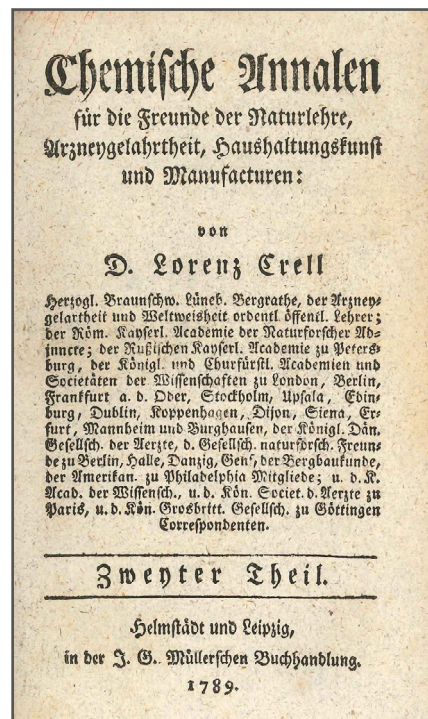 Chemische Annalen
für die Freunde der Naturlehre,
Arzneygelahrtheit, Haushaltungskunst
und Manufacturen:
von
D. Lorenz Crell
Herzogl. Braunschw. Lüneb. Bergrathe, der Arzney-
gelartheit und Weltweisheit ordentl öffentl. Lehrer;
der Röm. Kayserl. Academie der Naturforscher Ad-
juncte; der Rußischen Kayserl. Academie zu Peters-
burg, der Königl. und Churfürstl. Academien und
Societäten der Wissenschaften zu London, Berlin,
Frankfurt a. d. Oder, Stockholm, Upsala, Edin-
burg, Dublin, Koppenhagen, Dijon, Siena, Er-
furt, Mannheim und Burghausen, der Königl. Dän.
Gesellsch. der Aerzte, d. Gesellsch. naturforsch. Freun-
de zu Berlin, Halle, Danzig, Genf, der Bergbaukunde,
der Amerikan. zu Philadelphia Mitgliede; u. d. K.
Acad. der Wissensch., u. d. Kön. Societ. d. Aerzte zu
Paris, u. d. Kön. Grosbritt. Gesellsch. zu Göttingen
Correspondenten.
Zweyter Theil.
Helmstädt und Leipzig,
in der J. G. Müllerschen Buchhandlung.
1789.